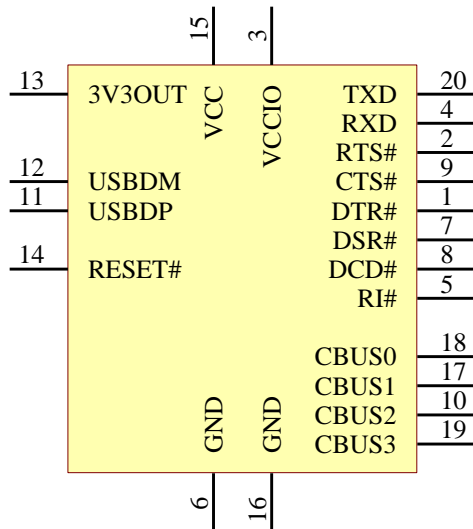 15 3
13 3V3OUT VCC VCCIO TXD 20
RXD 4
RTS# 2
12 USBDM CTS# 9
11 USBDP DTR# 1
DSR# 7
14 RESET# DCD# 8
RI# 5
CBUS0 18
CBUS1 17
GND GND CBUS2 10
CBUS3 19
6 16